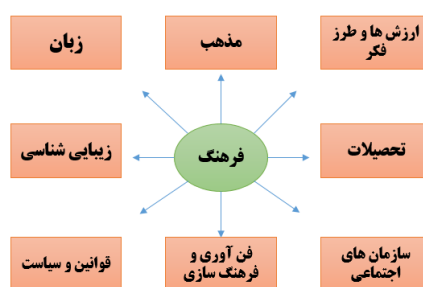 ارزش ها و طرز
فکر
مذهب
زبان
تحصیلات
فرهنگ
زیبایی شناسی
سازمان های
اجتماعی
فن آوری و
فرهنگ سازی
قوانین و سیاست